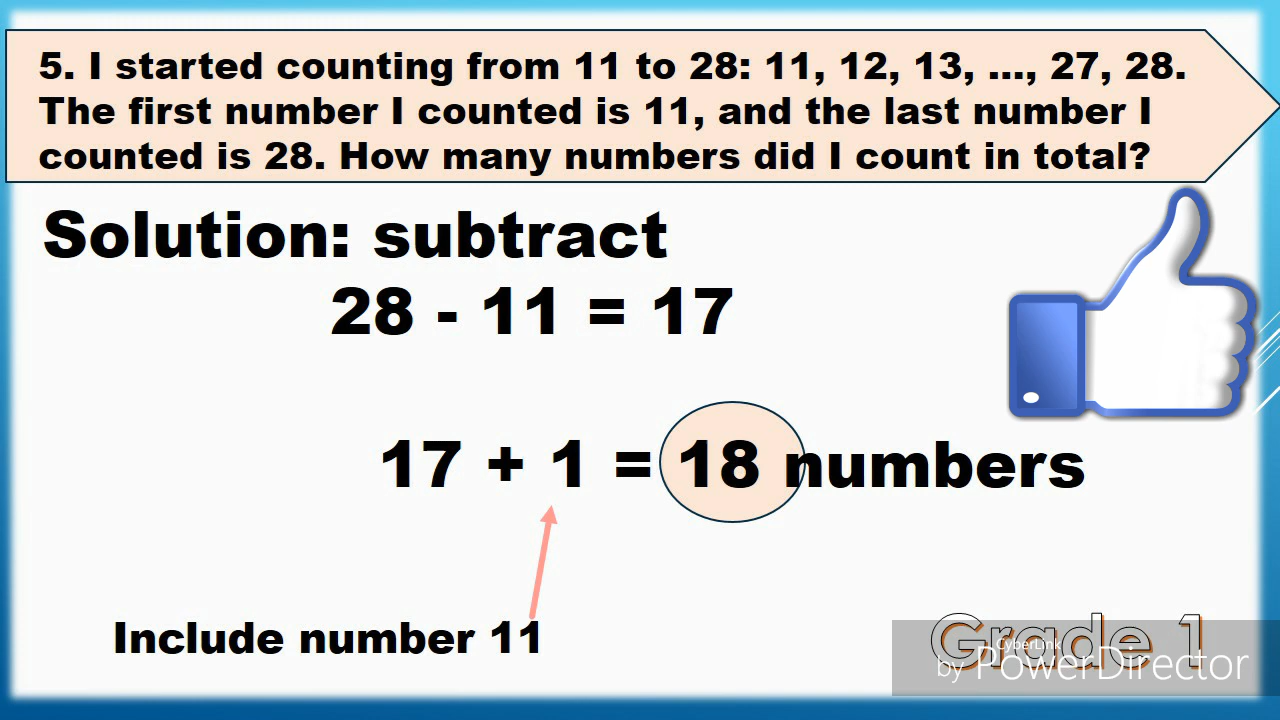 5. I started counting from 11 to 28: 11, 12, 13, ..., 27, 28.
The first number I counted is 11, and the last number I
counted is 28. How many numbers did I count in total?
Solution: subtract
28 - 11 = 17
17 + 1 = 18 numbers
Include number 11
Grade 1
CyberLink
by PowerDirector